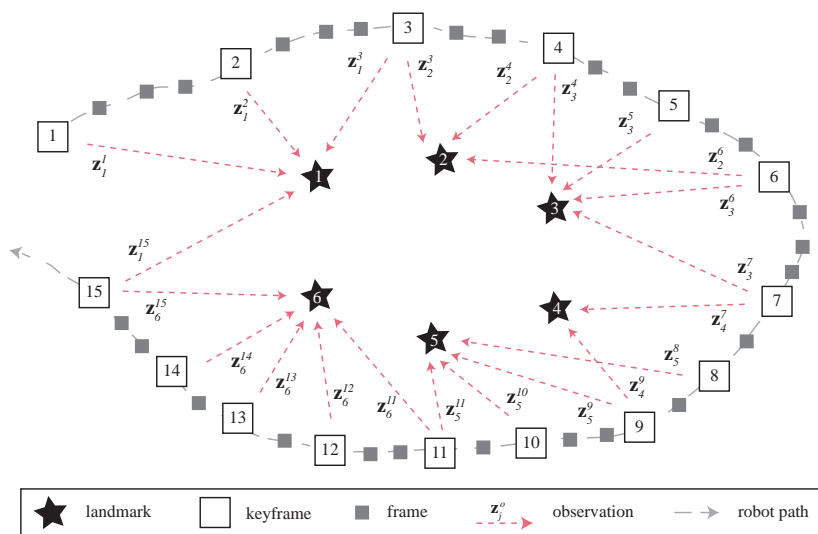 3
2
4
z_1^3
z_2^3
z_2^4
z_3^4
5
1
z_1^2
z_3^5
z_1^1
1
2
z_2^6
6
z_3^6
3
z_1^15
z_3^7
15
z_6^15
6
4
7
z_4^7
5
z_5^8
14
z_6^14
8
z_6^13
z_6^12
z_6^11
z_5^11
z_5^10
z_5^9
z_4^9
13
9
12
11
10
landmark
keyframe
frame
z_j^o
observation
robot path